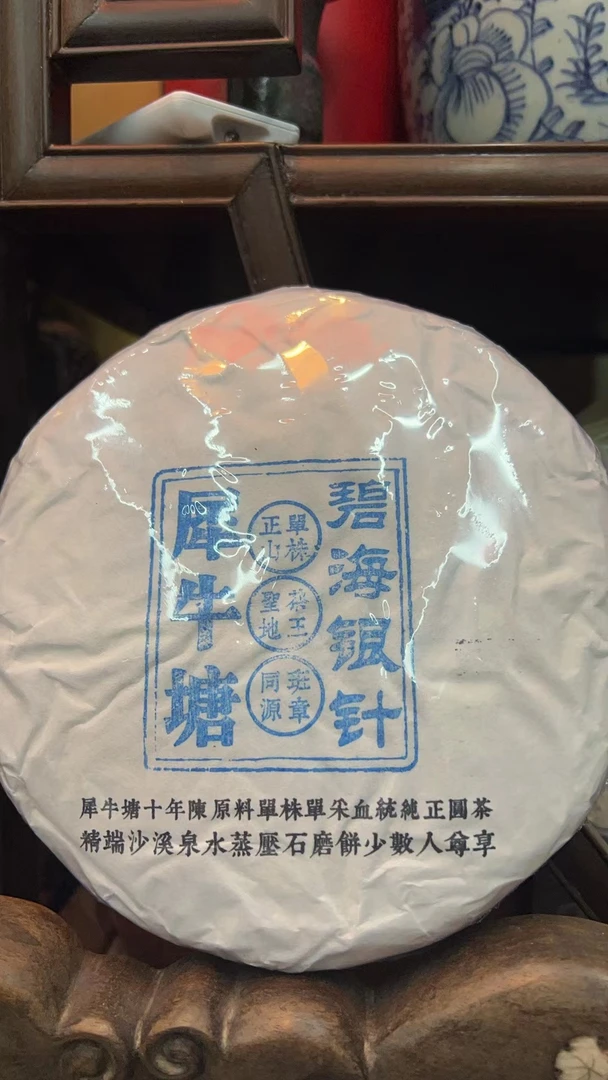 碧海银针
單株正山
茶王聖地
班章同源
犀牛塘
犀牛塘十年陳原料單株單采血統純正圓茶
精端沙溪泉水蒸壓石磨餅少數人尊享